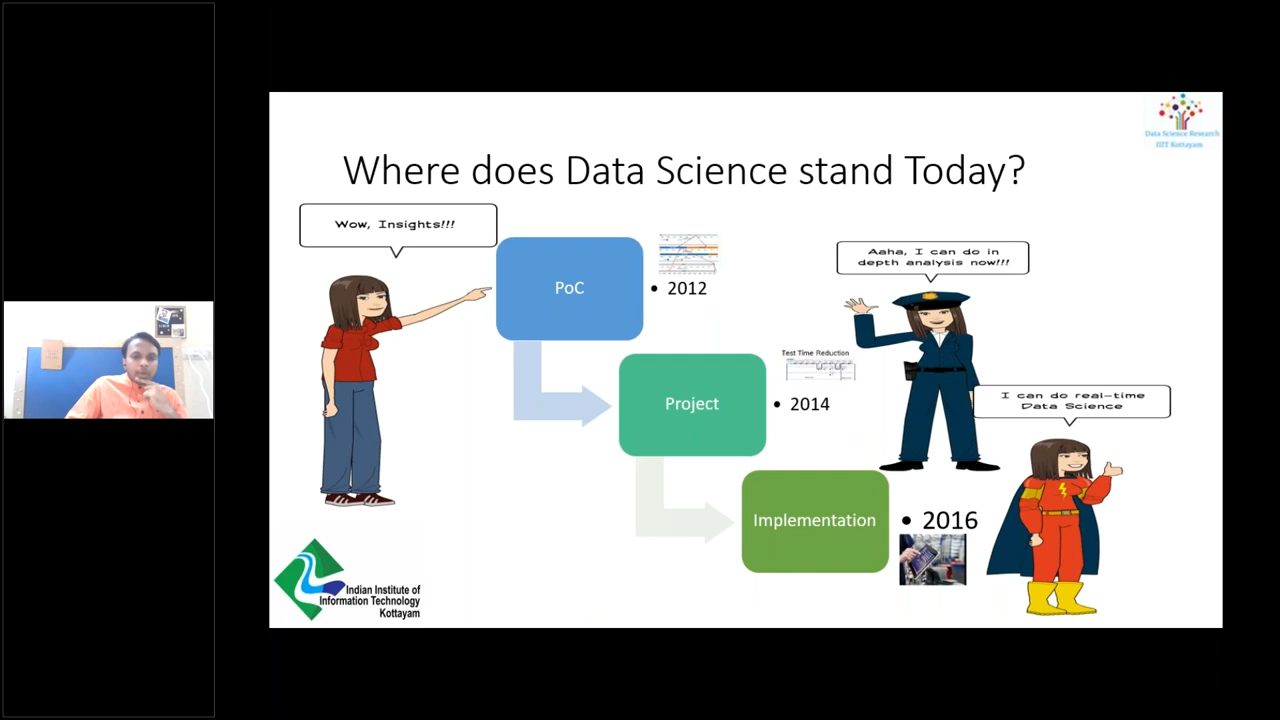 Data Science Research
IIIT Kottayam
Where does Data Science stand Today?
Wow, Insights!!!
PoC
• 2012
Aaha, I can do in
depth analysis now!!!
Test Time Reduction
Project
• 2014
I can do real-time
Data Science
Implementation
• 2016
Indian Institute of
Information Technology
Kottayam